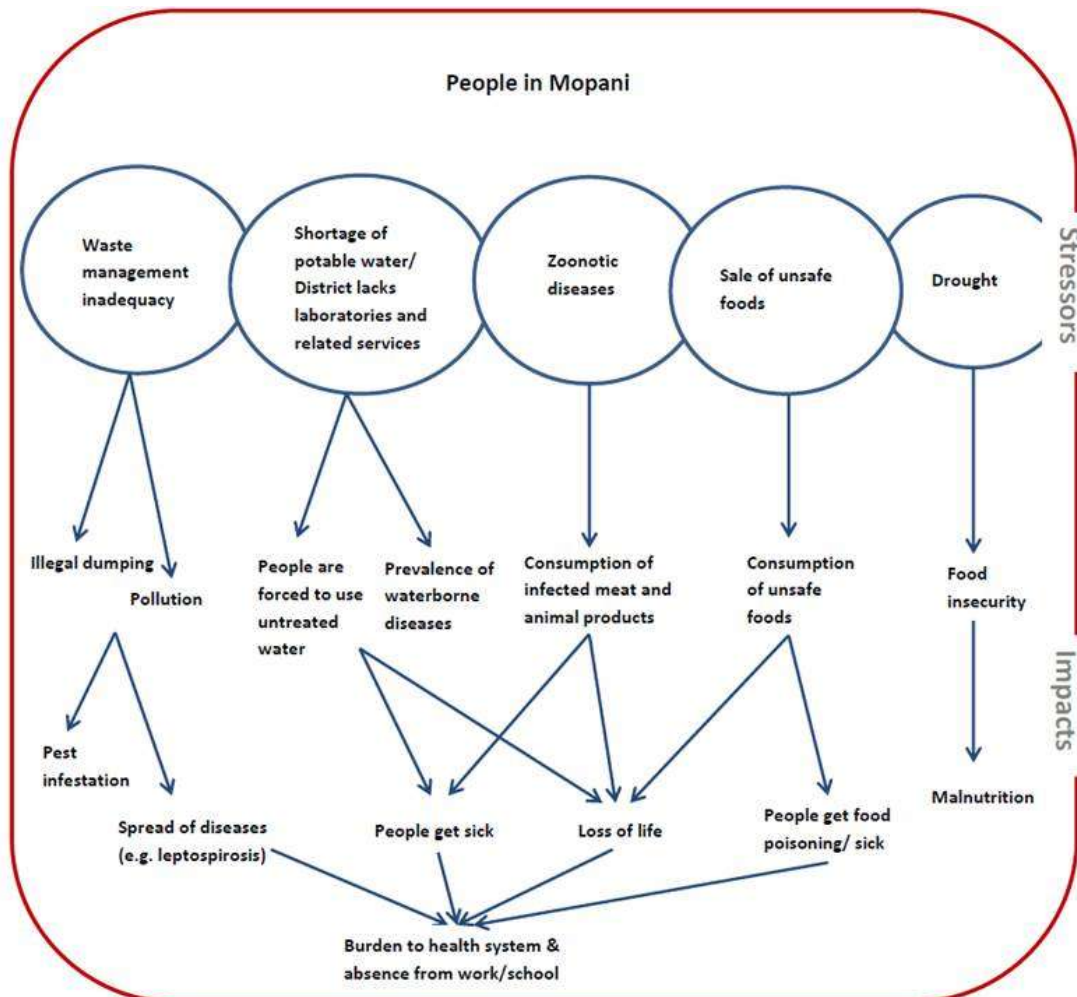 People in Mopani
Waste
management
inadequacy
Shortage of
potable water/
District lacks
laboratories and
related services
Zoonotic
diseases
Sale of unsafe
foods
Drought
Stressors
Illegal dumping
Pollution
People are
forced to use
untreated
water
Prevalence of
waterborne
diseases
Consumption of
infected meat and
animal products
Consumption
of unsafe
foods
Food
insecurity
Impacts
Pest
infestation
Spread of diseases
(e.g. leptospirosis)
People get sick
Loss of life
People get food
poisoning/ sick
Malnutrition
Burden to health system &
absence from work/school